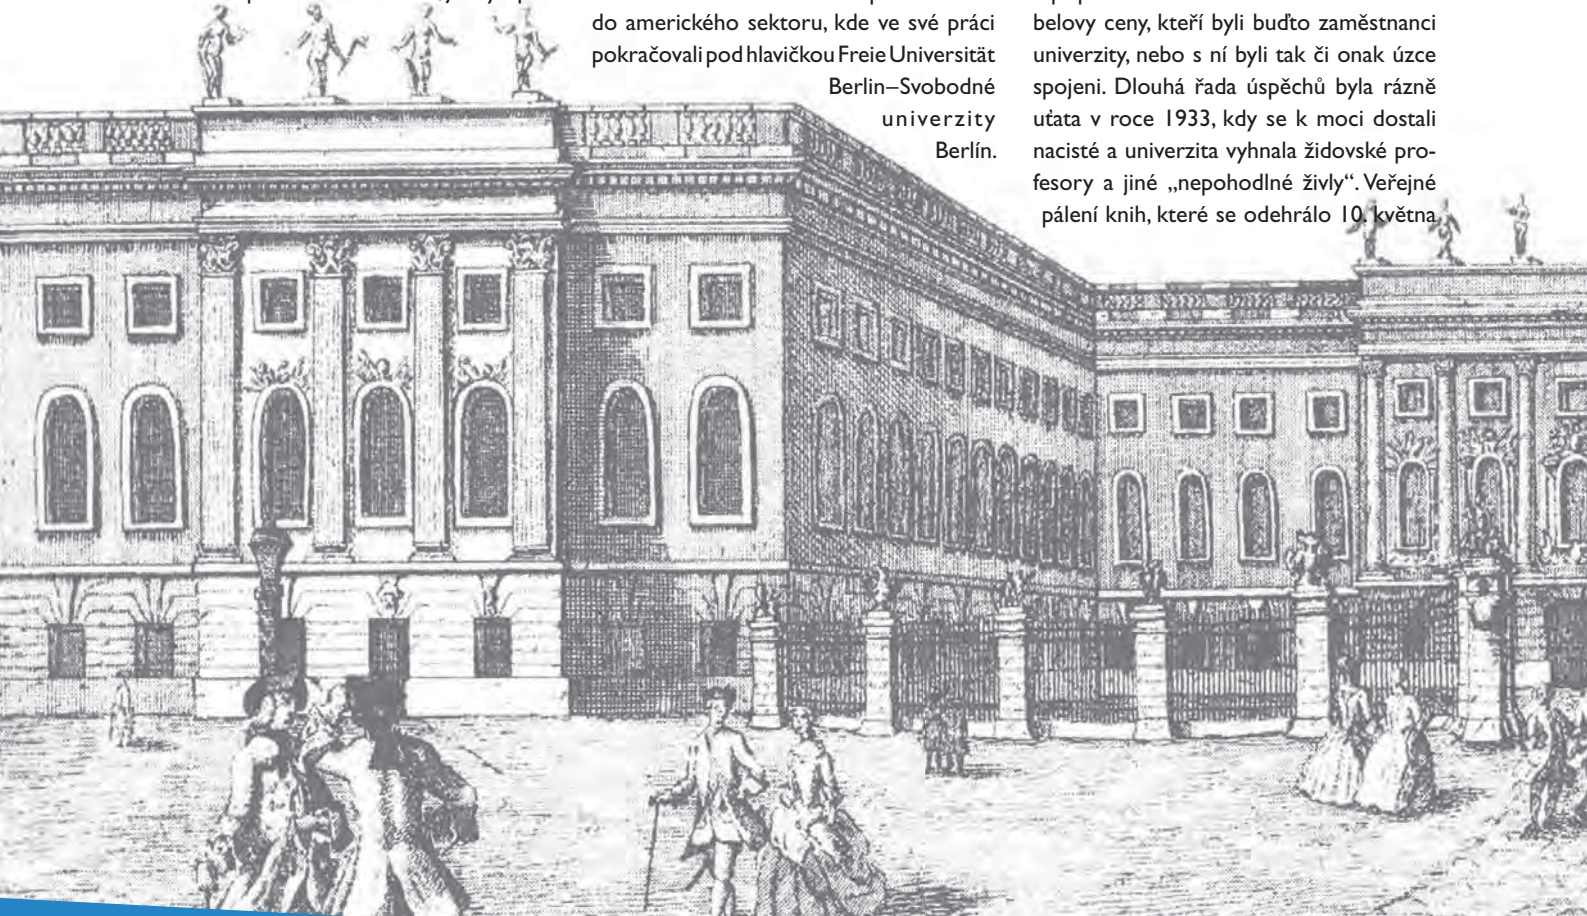 do amerického sektoru, kde ve své práci
pokračovali pod hlavičkou Freie Universität
Berlin–Svobodné
univerzity
Berlín.
belovy ceny, kteří byli buďto zaměstnanci
univerzity, nebo s ní byli tak či onak úzce
spojeni. Dlouhá řada úspěchů byla rázně
uťata v roce 1933, kdy se k moci dostali
nacisté a univerzita vyhnala židovské pro-
fesory a jiné „nepohodlné živly“. Veřejné
pálení knih, které se odehrálo 10. května